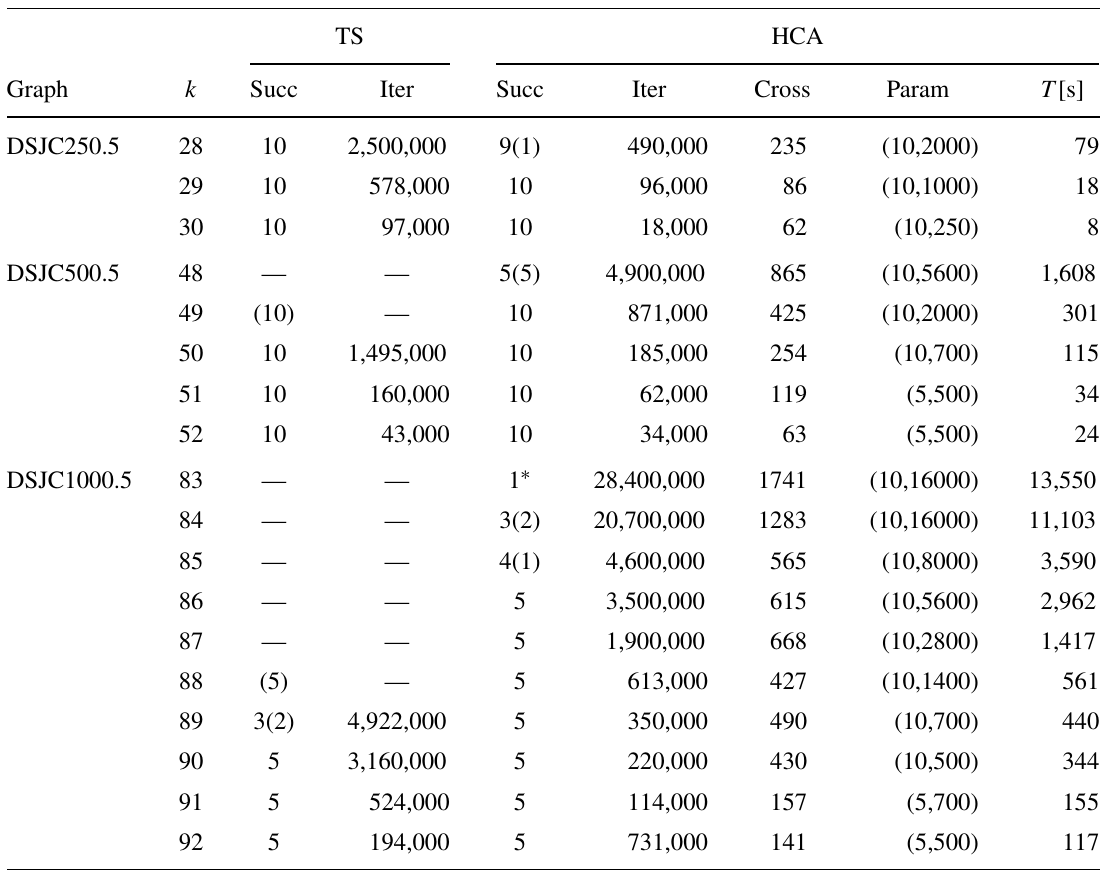 TS HCA
Graph k Succ Iter Succ Iter Cross Param T [s]
DSJC250.5 28 10 2,500,000 9(1) 490,000 235 (10,2000) 79
29 10 578,000 10 96,000 86 (10,1000) 18
30 10 97,000 10 18,000 62 (10,250) 8
DSJC500.5 48 — — 5(5) 4,900,000 865 (10,5600) 1,608
49 (10) — 10 871,000 425 (10,2000) 301
50 10 1,495,000 10 185,000 254 (10,700) 115
51 10 160,000 10 62,000 119 (5,500) 34
52 10 43,000 10 34,000 63 (5,500) 24
DSJC1000.5 83 — — 1* 28,400,000 1741 (10,16000) 13,550
84 — — 3(2) 20,700,000 1283 (10,16000) 11,103
85 — — 4(1) 4,600,000 565 (10,8000) 3,590
86 — — 5 3,500,000 615 (10,5600) 2,962
87 — — 5 1,900,000 668 (10,2800) 1,417
88 (5) — 5 613,000 427 (10,1400) 561
89 3(2) 4,922,000 5 350,000 490 (10,700) 440
90 5 3,160,000 5 220,000 430 (10,500) 344
91 5 524,000 5 114,000 157 (5,700) 155
92 5 194,000 5 731,000 141 (5,500) 117